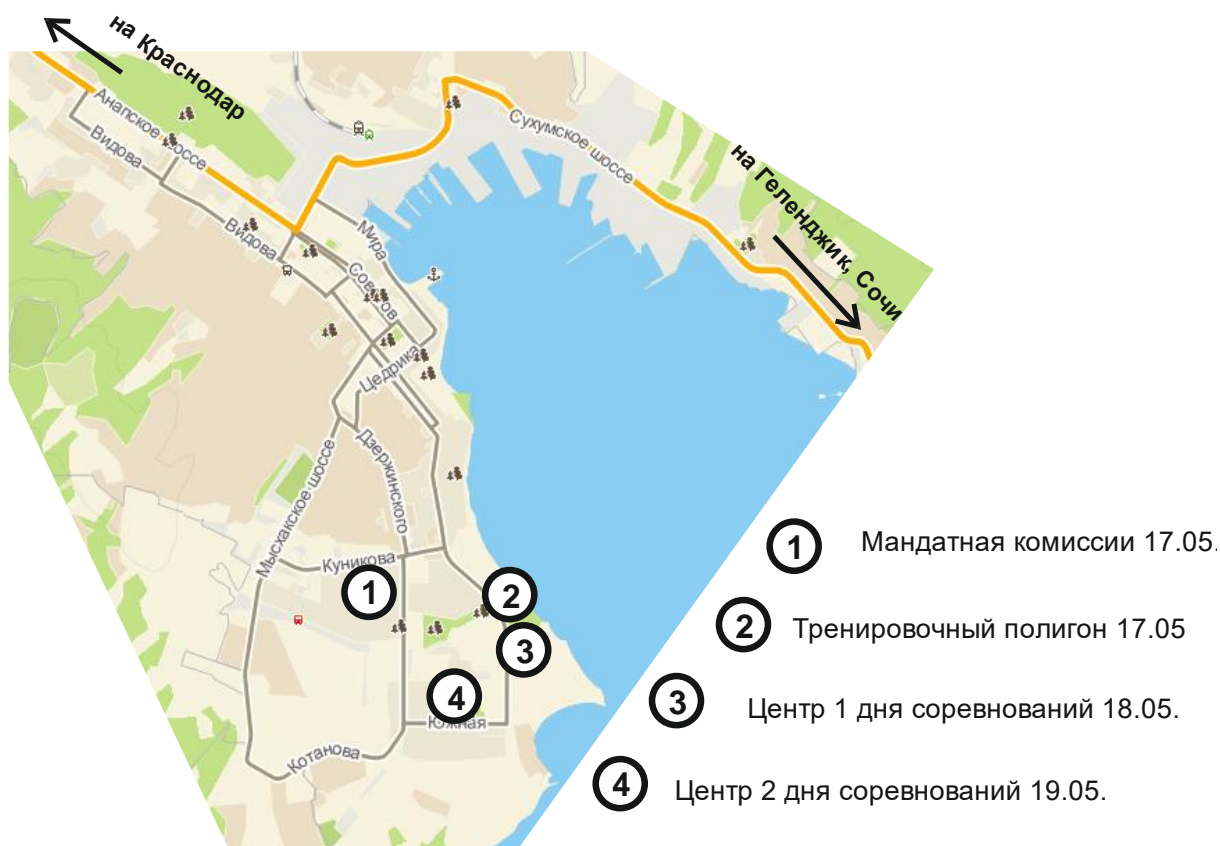 на Краснодар
Анапское шоссе
Видова
Сухумское шоссе
на Геленджик, Сочи
Мира
Видова
Советов
Цедрика
Дзержинского
Мысхакское шоссе
Куникова
1
2
3
4
Южная
Котанова
1 Мандатная комиссии 17.05.
2 Тренировочный полигон 17.05
3 Центр 1 дня соревнований 18.05.
4 Центр 2 дня соревнований 19.05.